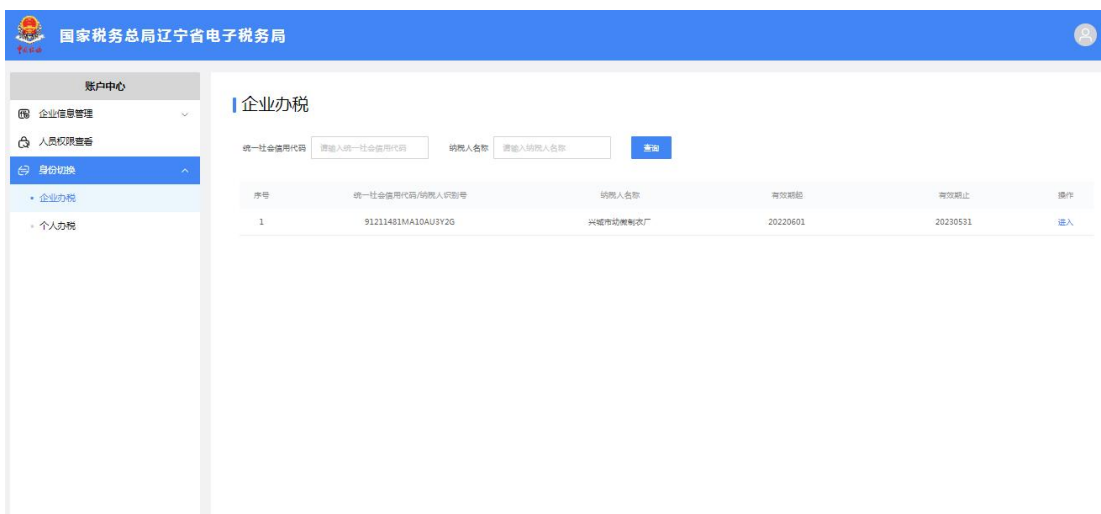 国家税务总局辽宁省电子税务局
账户中心
企业信息管理
人员权限查看
身份切换
企业办税
个人办税
企业办税
统一社会信用代码 请输入统一社会信用代码 纳税人名称 请输入纳税人名称 查询
序号 统一社会信用代码/纳税人识别号 纳税人名称 有效期起 有效期止 操作
1 91211481MA10AU3Y2G 兴城市 20220601 20230531 进入